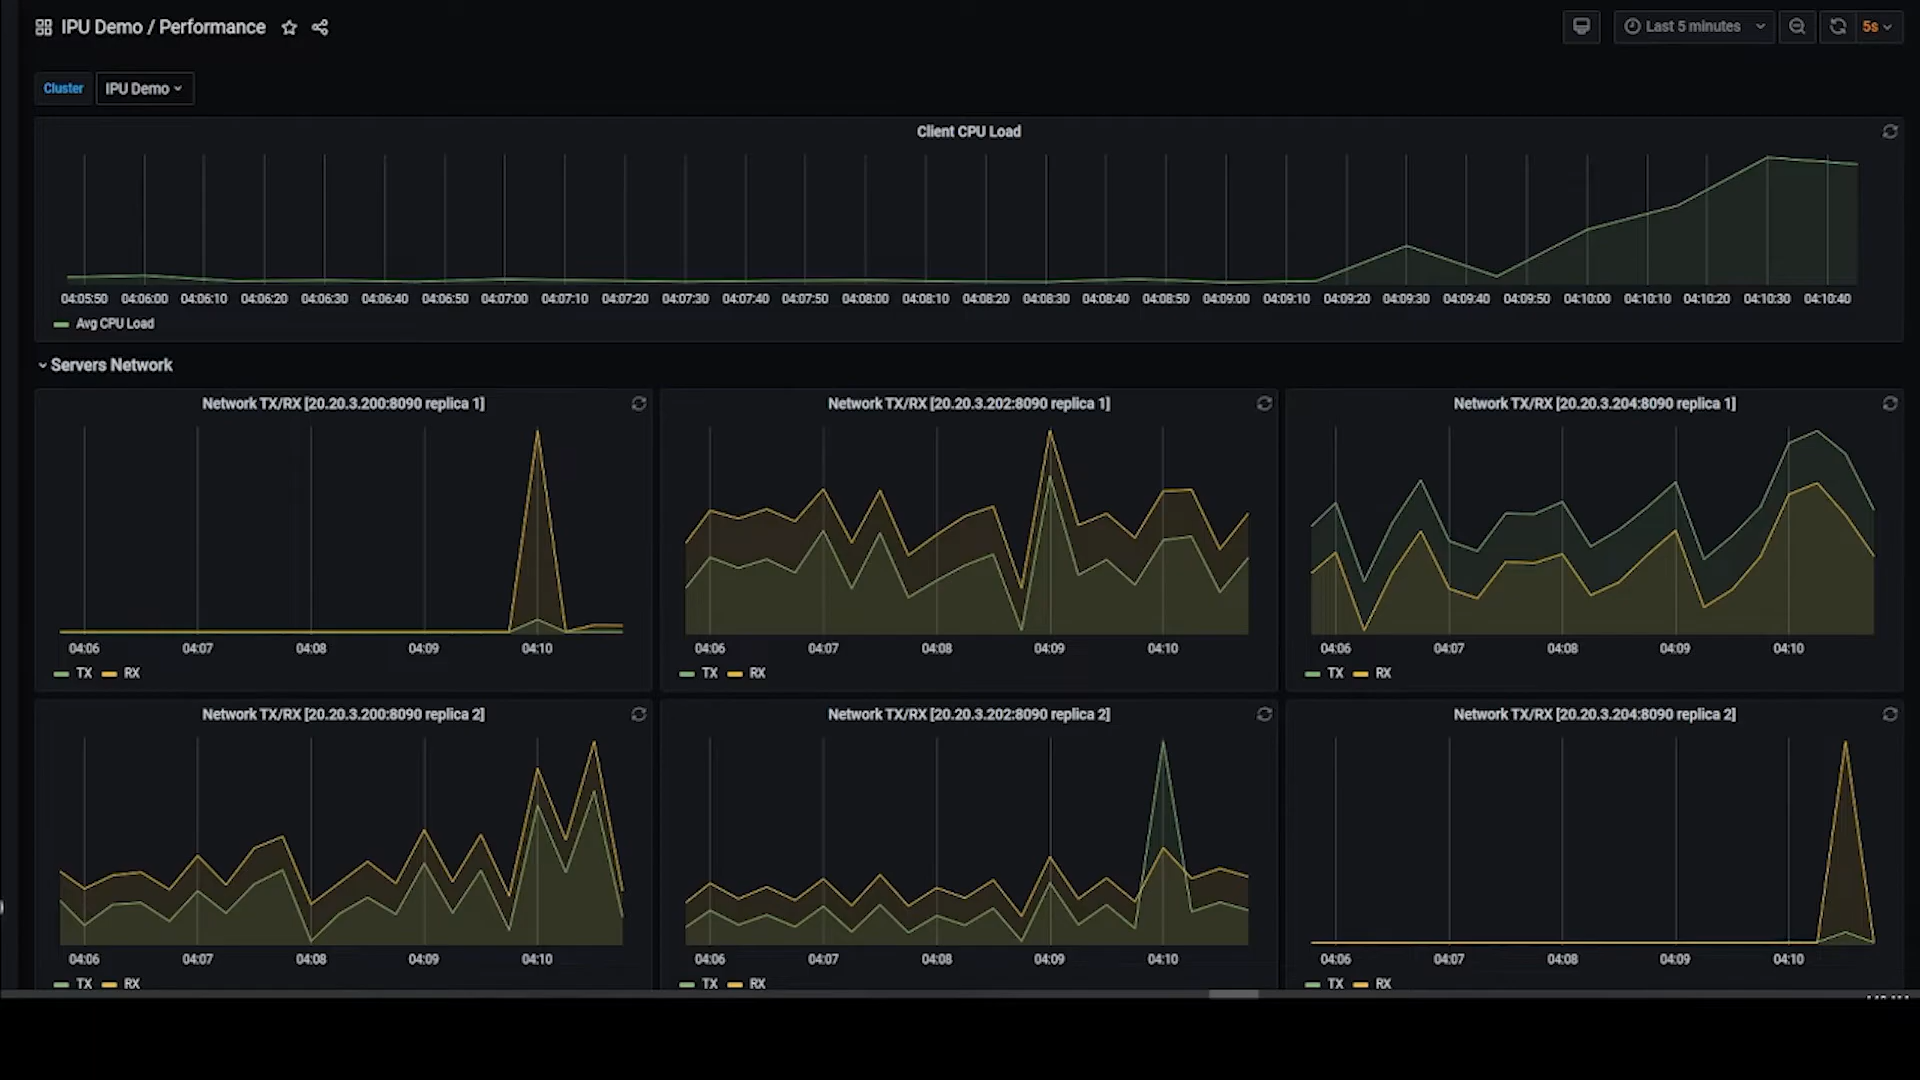 IPU Demo / Performance
Last 5 minutes
5s
Cluster
IPU Demo
Client CPU Load
04:05:50 04:06:00 04:06:10 04:06:20 04:06:30 04:06:40 04:06:50 04:07:00 04:07:10 04:07:20 04:07:30 04:07:40 04:07:50 04:08:00 04:08:10 04:08:20 04:08:30 04:08:40 04:08:50 04:09:00 04:09:10 04:09:20 04:09:30 04:09:40 04:09:50 04:10:00 04:10:10 04:10:20 04:10:30 04:10:40
Avg CPU Load
Servers Network
Network TX/RX [20.20.3.200:8090 replica 1]
04:06 04:07 04:08 04:09 04:10
TX RX
Network TX/RX [20.20.3.202:8090 replica 1]
04:06 04:07 04:08 04:09 04:10
TX RX
Network TX/RX [20.20.3.204:8090 replica 1]
04:06 04:07 04:08 04:09 04:10
TX RX
Network TX/RX [20.20.3.200:8090 replica 2]
04:06 04:07 04:08 04:09 04:10
TX RX
Network TX/RX [20.20.3.202:8090 replica 2]
04:06 04:07 04:08 04:09 04:10
TX RX
Network TX/RX [20.20.3.204:8090 replica 2]
04:06 04:07 04:08 04:09 04:10
TX RX